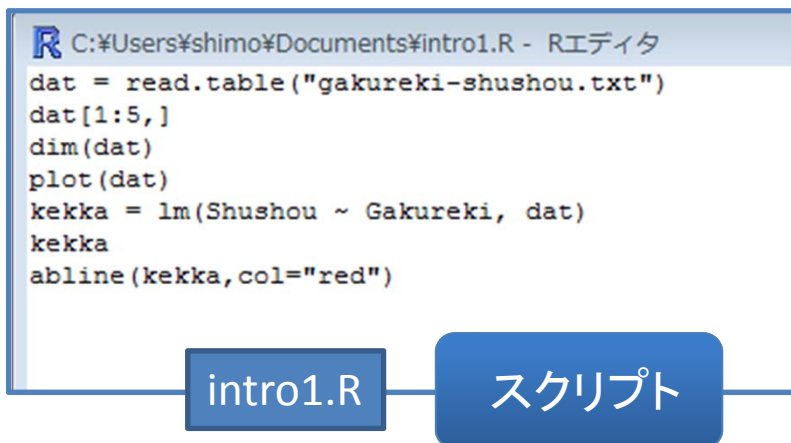 C:¥Users¥shimo¥Documents¥intro1.R - Rエディタ
dat = read.table("gakureki-shushou.txt")
dat[1:5,]
dim(dat)
plot(dat)
kekka = lm(Shushou ~ Gakureki, dat)
kekka
abline(kekka,col="red")
intro1.R
スクリプト